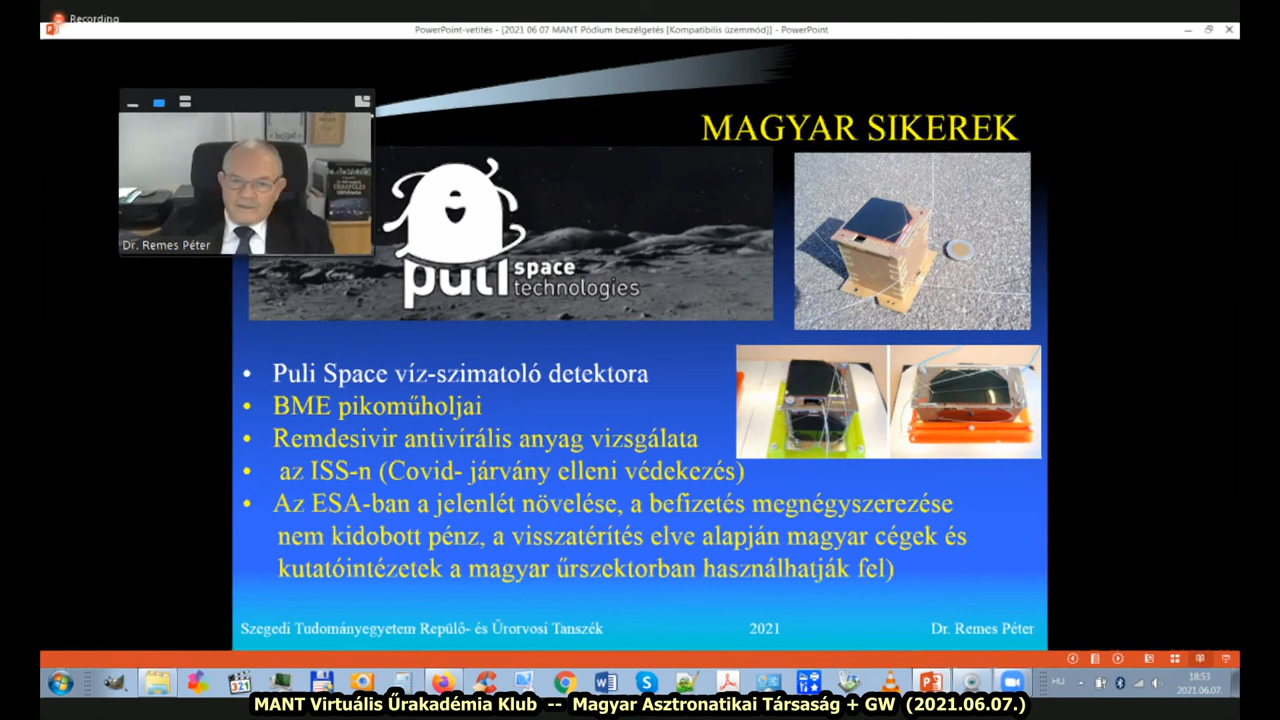 Recording
PowerPoint-vetítés - [2021 06 07 MANT Pódium beszélgetés [Kompatibilis üzemmód]] - PowerPoint
MAGYAR SIKEREK
Dr. Remes Péter
puli space technologies
• Puli Space víz-szimatoló detektora
• BME pikoműholjai
• Remdesivir antivírális anyag vizsgálata
• az ISS-n (Covid- járvány elleni védekezés)
• Az ESA-ban a jelenlét növelése, a befizetés megnégyszerezése
nem kidobott pénz, a visszatérítés elve alapján magyar cégek és
kutatóintézetek a magyar űrszektorban használhatják fel)
Szegedi Tudományegyetem Repülő- és Űrorvosi Tanszék 2021 Dr. Remes Péter
321
HU
18:53
2021.06.07.
MANT Virtuális Űrakadémia Klub -- Magyar Asztronatikai Társaság + GW (2021.06.07.)